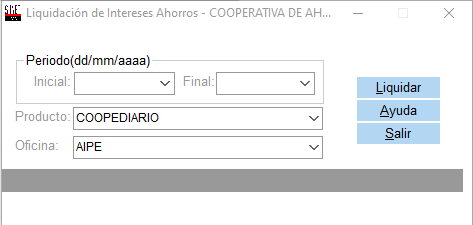 Liquidación de Intereses Ahorros - COOPERATIVA DE AH...
Periodo(dd/mm/aaaa)
Inicial: Final:
Producto: COOPEDIARIO
Oficina: AIPE
Liquidar
Ayuda
Salir